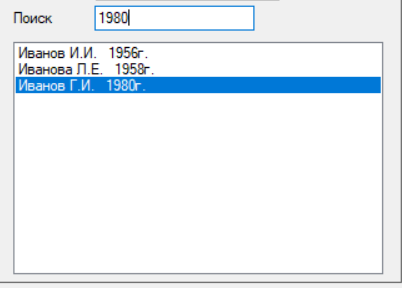 Поиск 1980
Иванов И.И. 1956г.
Иванова Л.Е. 1958г.
Иванов Г.И. 1980г.